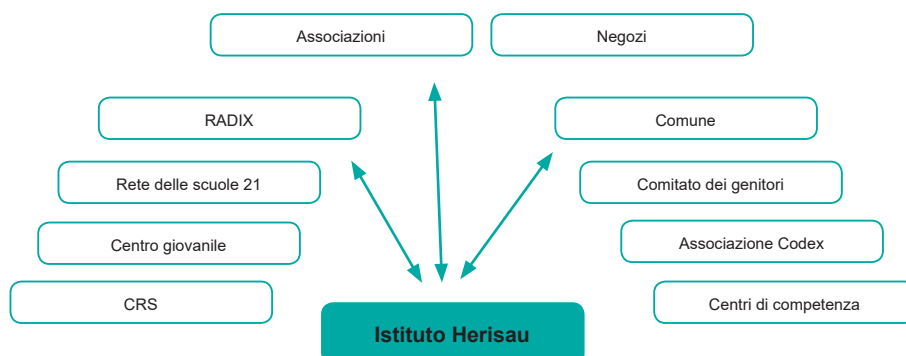 Associazioni
Negozi
RADIX
Comune
Rete delle scuole 21
Comitato dei genitori
Centro giovanile
Associazione Codex
CRS
Centri di competenza
Istituto Herisau